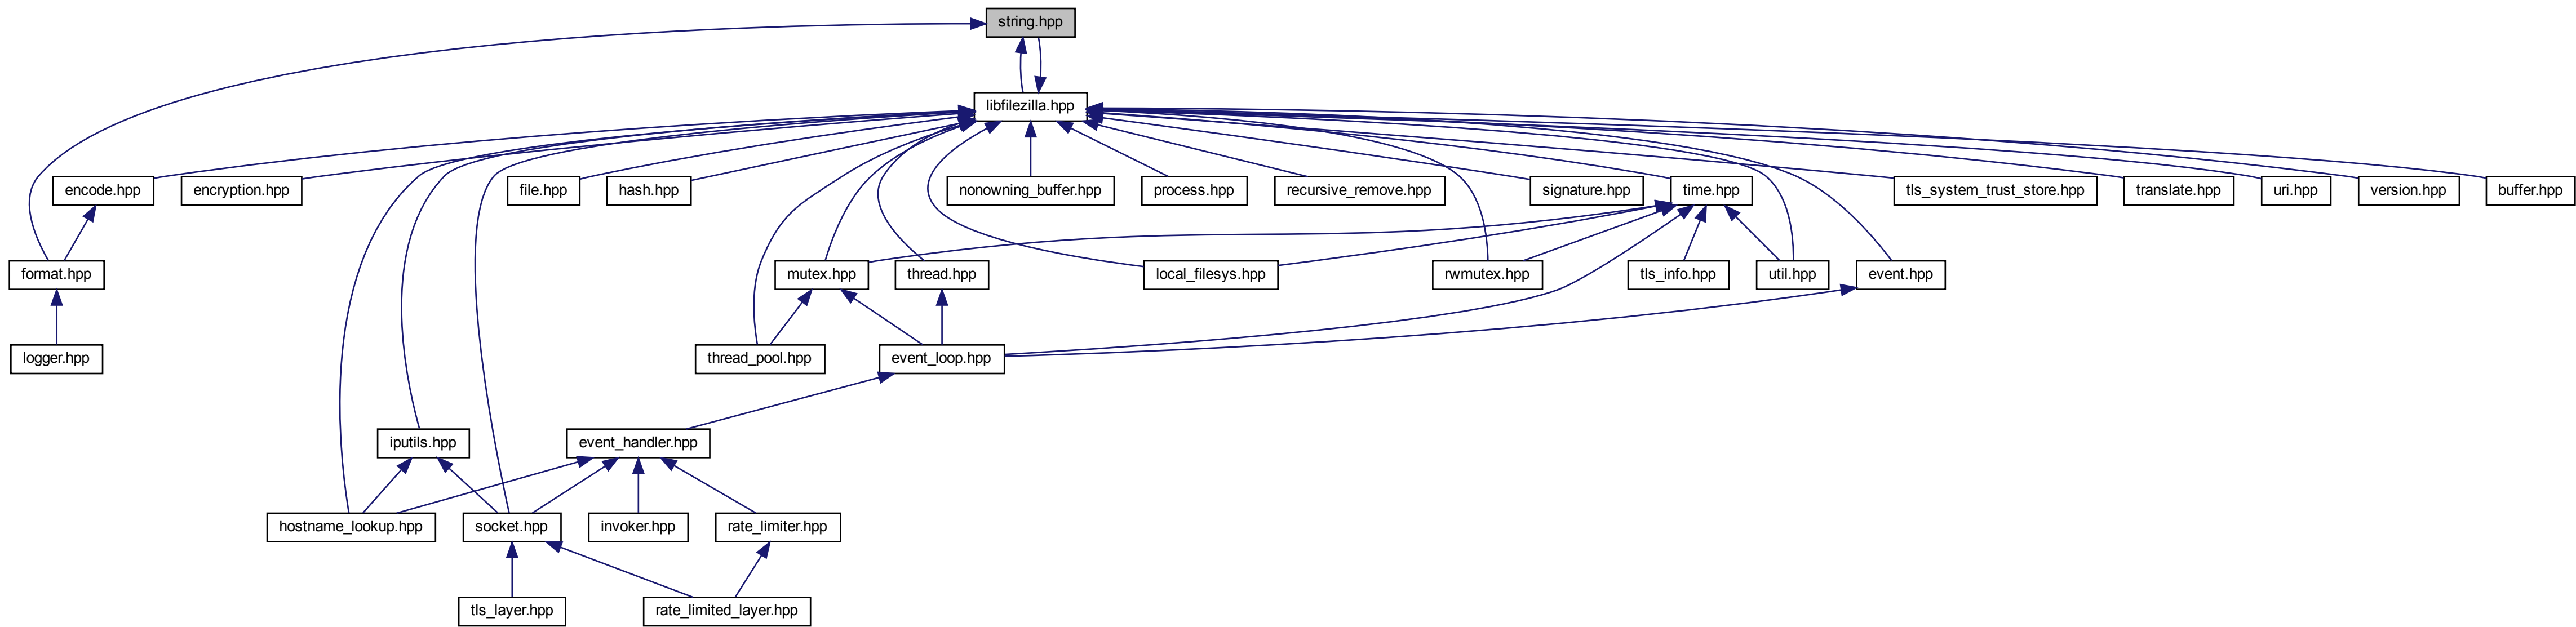 string.hpp
libfilezilla.hpp
encode.hpp
encryption.hpp
file.hpp
hash.hpp
nonowning_buffer.hpp
process.hpp
recursive_remove.hpp
signature.hpp
time.hpp
tls_system_trust_store.hpp
translate.hpp
uri.hpp
version.hpp
buffer.hpp
format.hpp
mutex.hpp
thread.hpp
local_filesys.hpp
rwmutex.hpp
tls_info.hpp
util.hpp
event.hpp
logger.hpp
thread_pool.hpp
event_loop.hpp
iputils.hpp
event_handler.hpp
hostname_lookup.hpp
socket.hpp
invoker.hpp
rate_limiter.hpp
tls_layer.hpp
rate_limited_layer.hpp